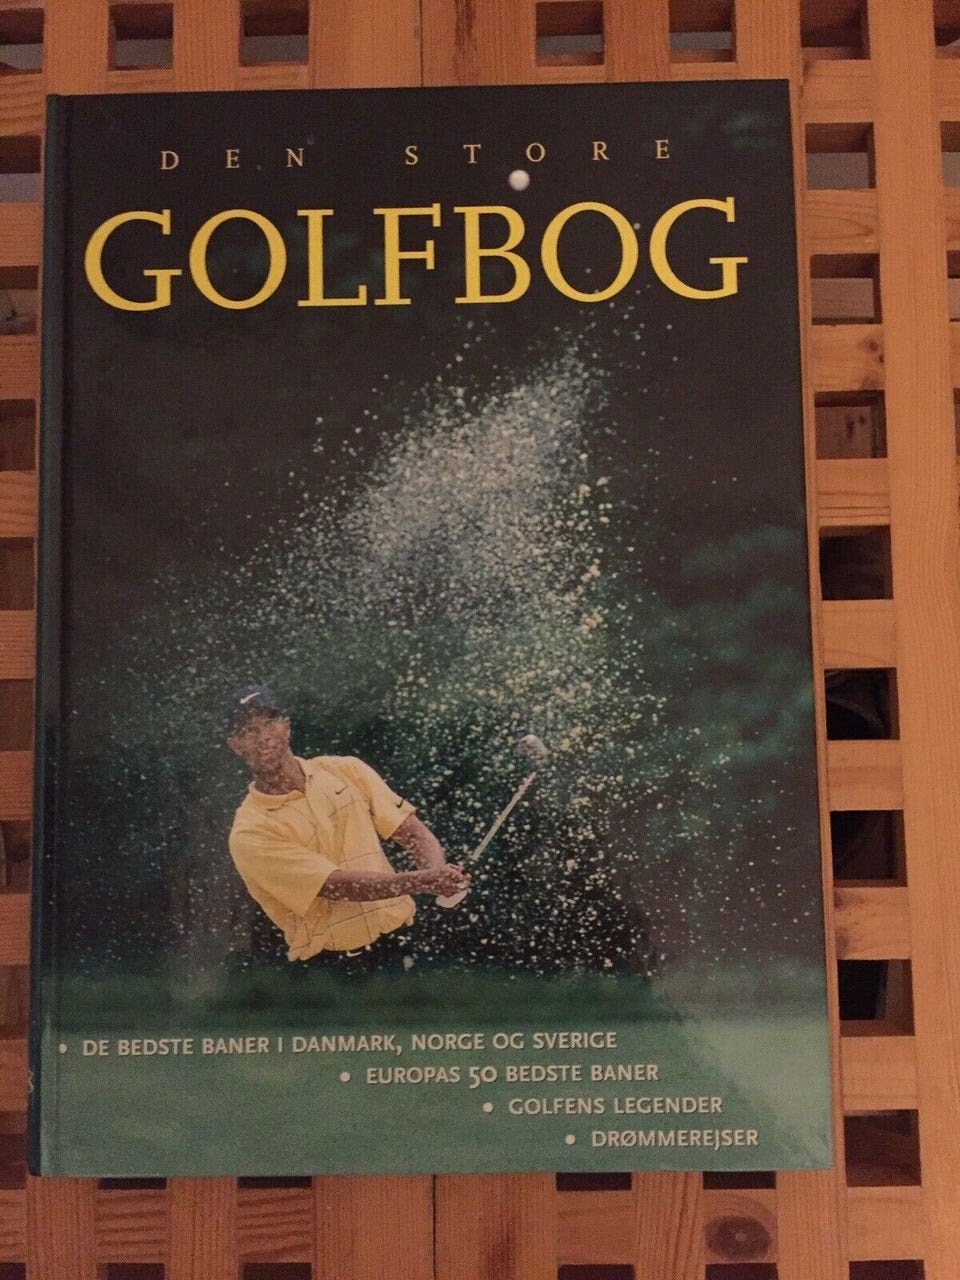 DEN STORE
GOLFBOG
• DE BEDSTE BANER I DANMARK, NORGE OG SVERIGE
• EUROPAS 50 BEDSTE BANER
• GOLFENS LEGENDER
• DRØMMEREJSER